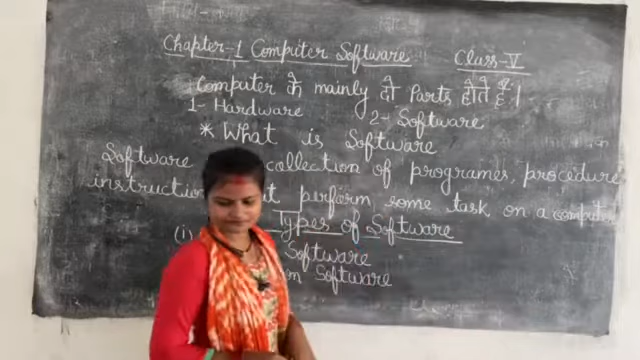 Chapter-1 Computer Software Class-V
Computer के mainly दो Parts होते हैं।
1- Hardware 2- Software
* What is Software
Software collection of programes, procedure
instruction perform some task on a computer
Types of Software
(i) Software
Software